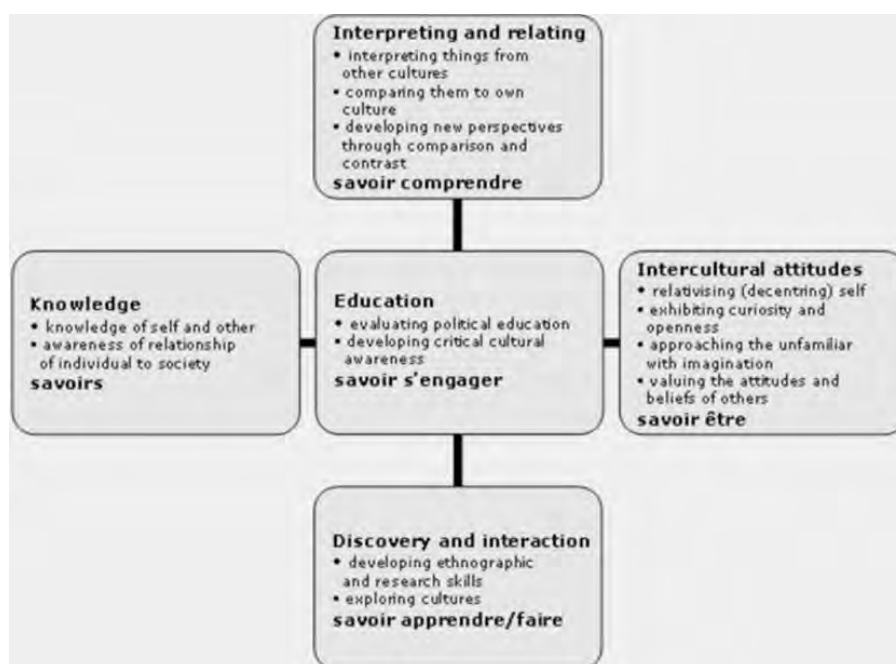 Interpreting and relating
• interpreting things from
other cultures
• comparing them to own
culture
• developing new perspectives
through comparison and
contrast
savoir comprendre
Knowledge
• knowledge of self and other
• awareness of relationship
of individual to society
savoirs
Education
• evaluating political education
• developing critical cultural
awareness
savoir s'engager
Intercultural attitudes
• relativising (decentring) self
• exhibiting curiosity and
openness
• approaching the unfamiliar
with imagination
• valuing the attitudes and
beliefs of others
savoir être
Discovery and interaction
• developing ethnographic
and research skills
• exploring cultures
savoir apprendre/faire